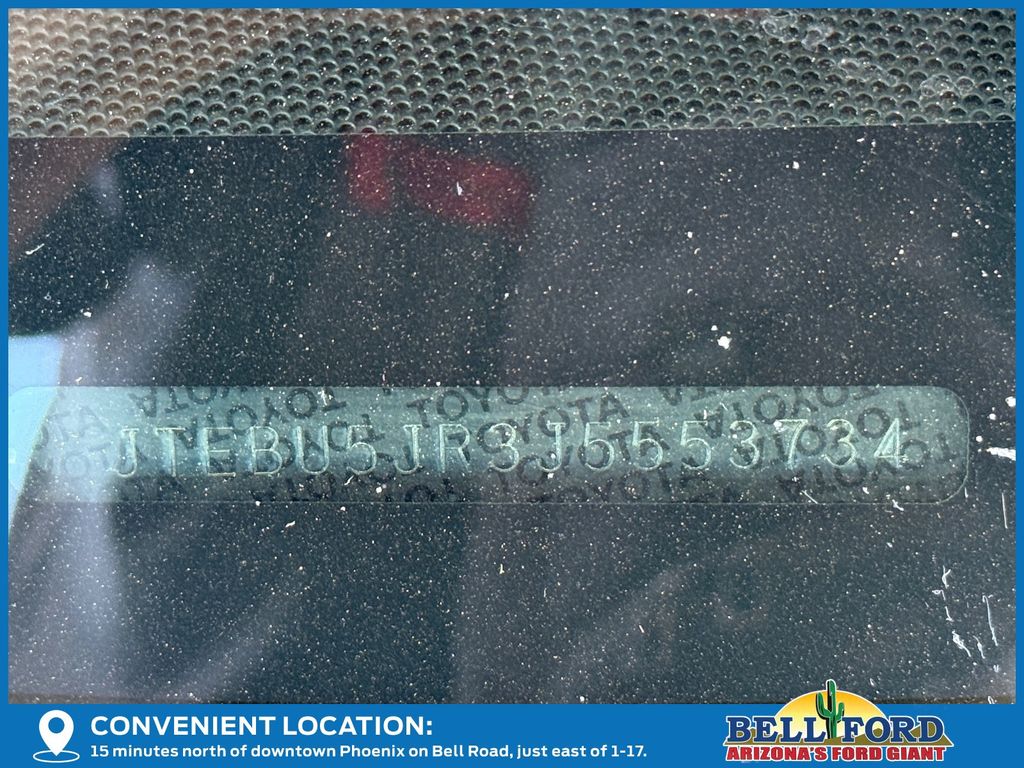 JTEBU5JR3J5553734
CONVENIENT LOCATION:
15 minutes north of downtown Phoenix on Bell Road, just east of 1-17.
BELL FORD
ARIZONA'S FORD GIANT